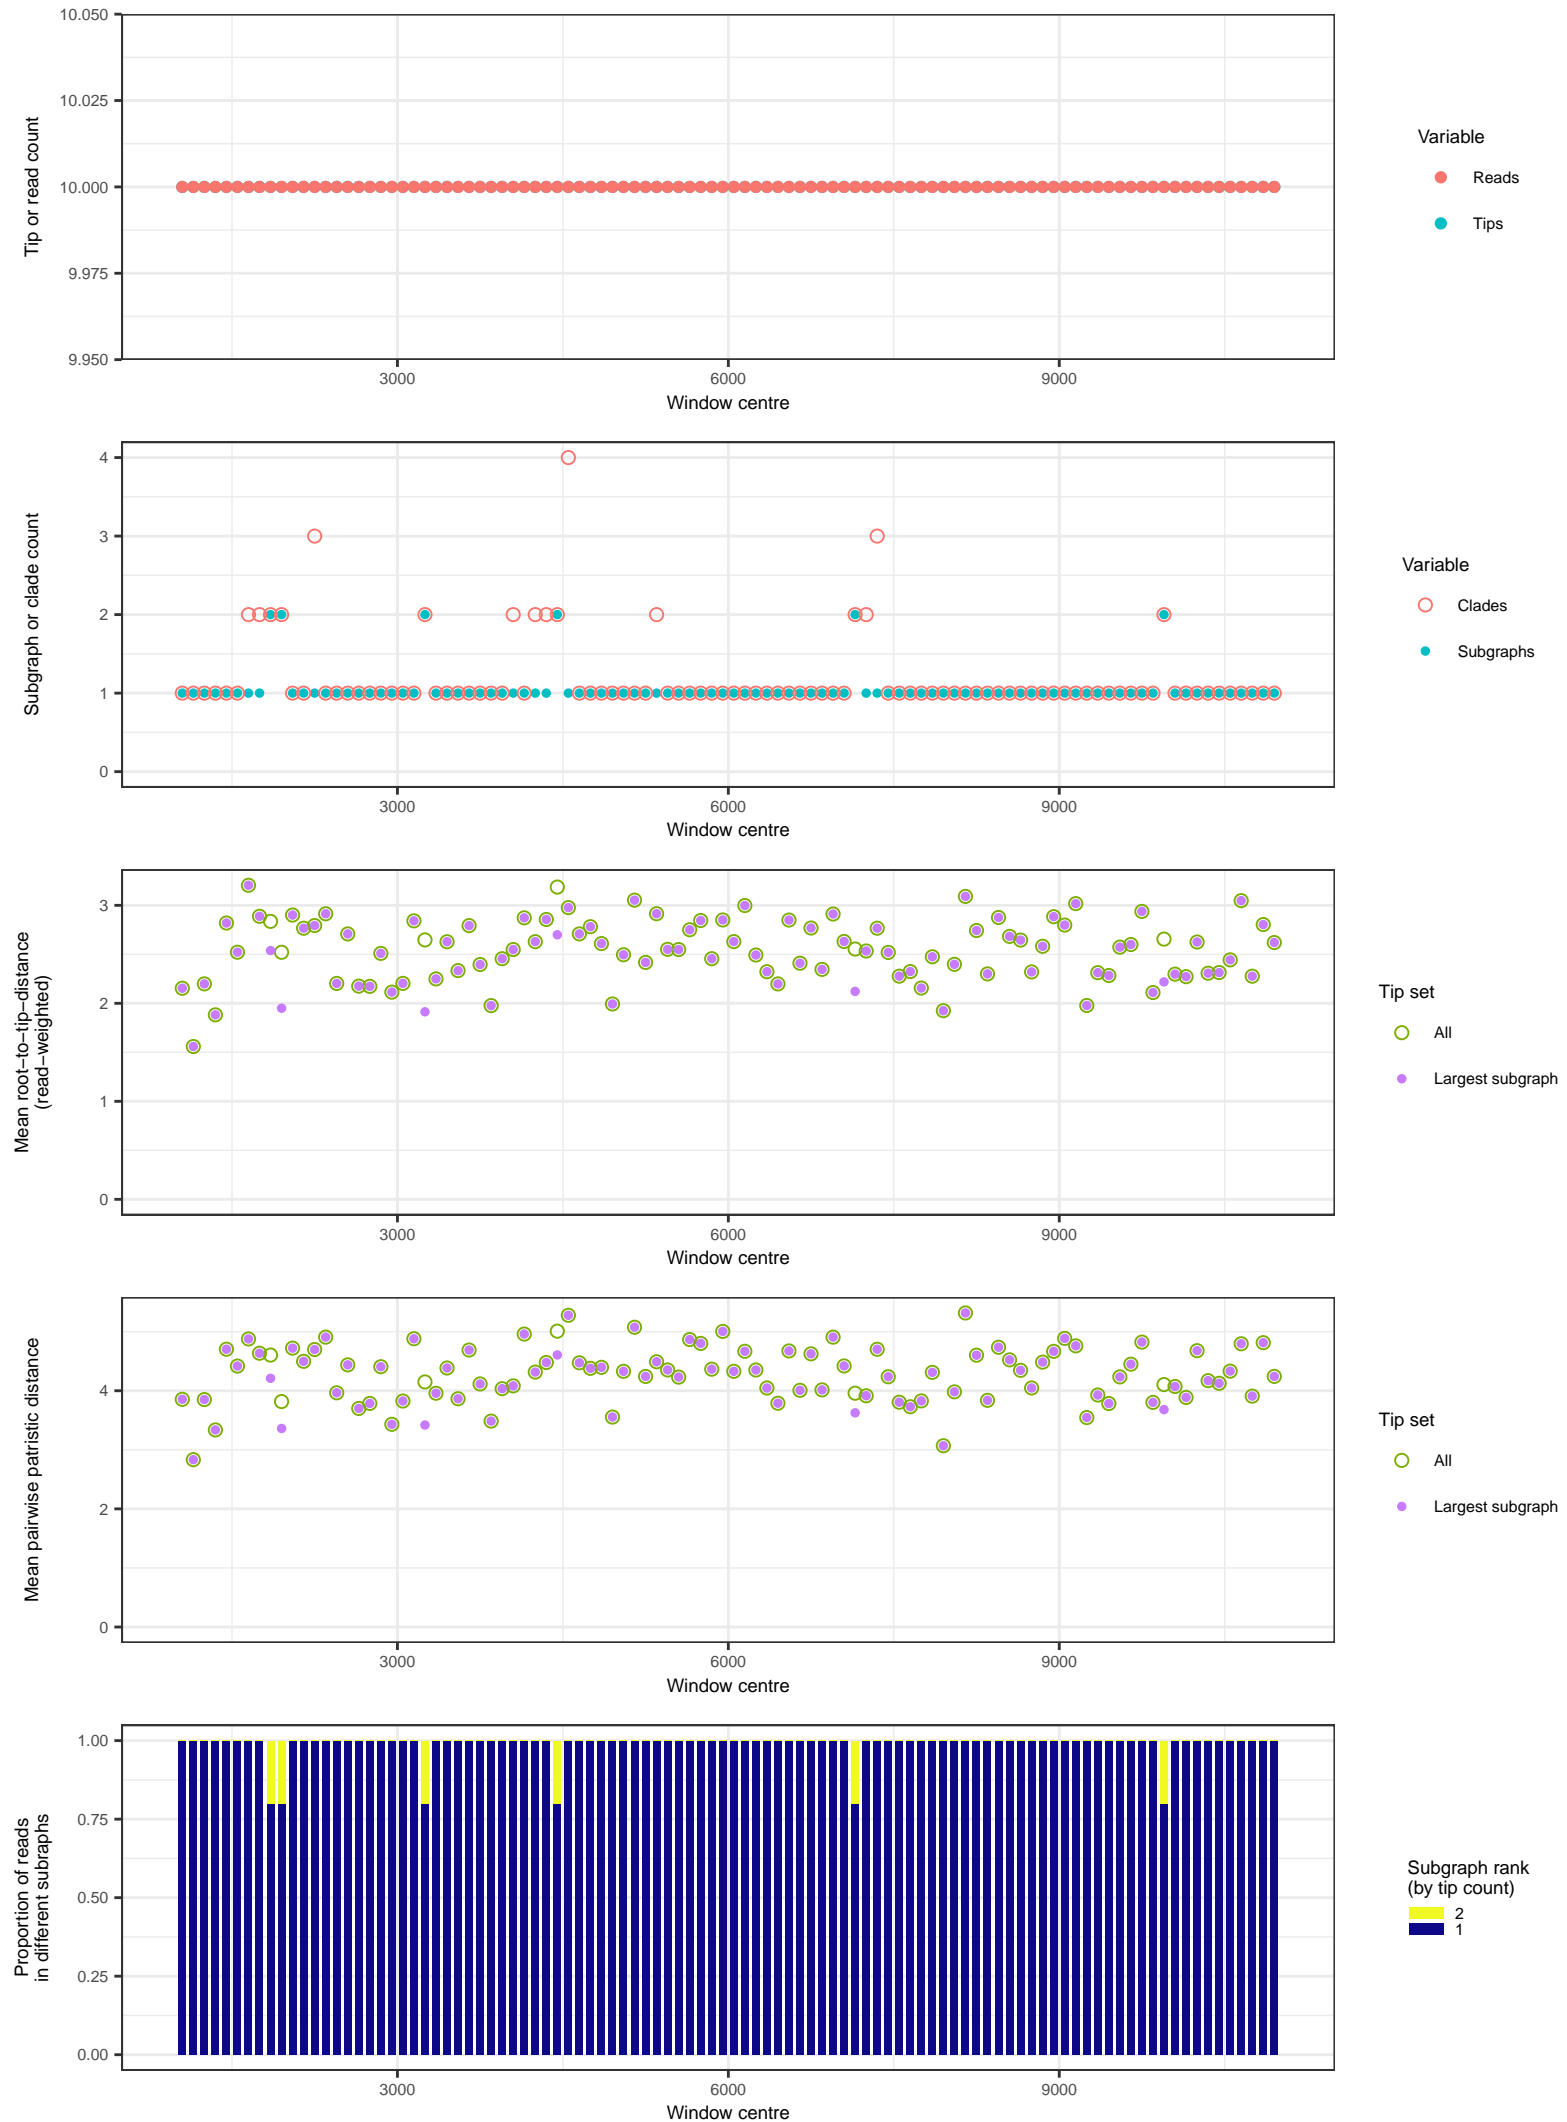 10.050
10.025
10.000
9.975
9.950
Tip or read count
3000
6000
9000
Window centre
Variable
Reads
Tips
4
3
2
1
0
Subgraph or clade count
3000
6000
9000
Window centre
Variable
Clades
Subgraphs
3
2
1
0
Mean root−to−tip−distance
(read−weighted)
3000
6000
9000
Window centre
Tip set
All
Largest subgraph
4
2
0
Mean pairwise patristic distance
3000
6000
9000
Window centre
Tip set
All
Largest subgraph
1.00
0.75
0.50
0.25
0.00
Proportion of reads
in different subraphs
3000
6000
9000
Window centre
Subgraph rank
(by tip count)
2
1